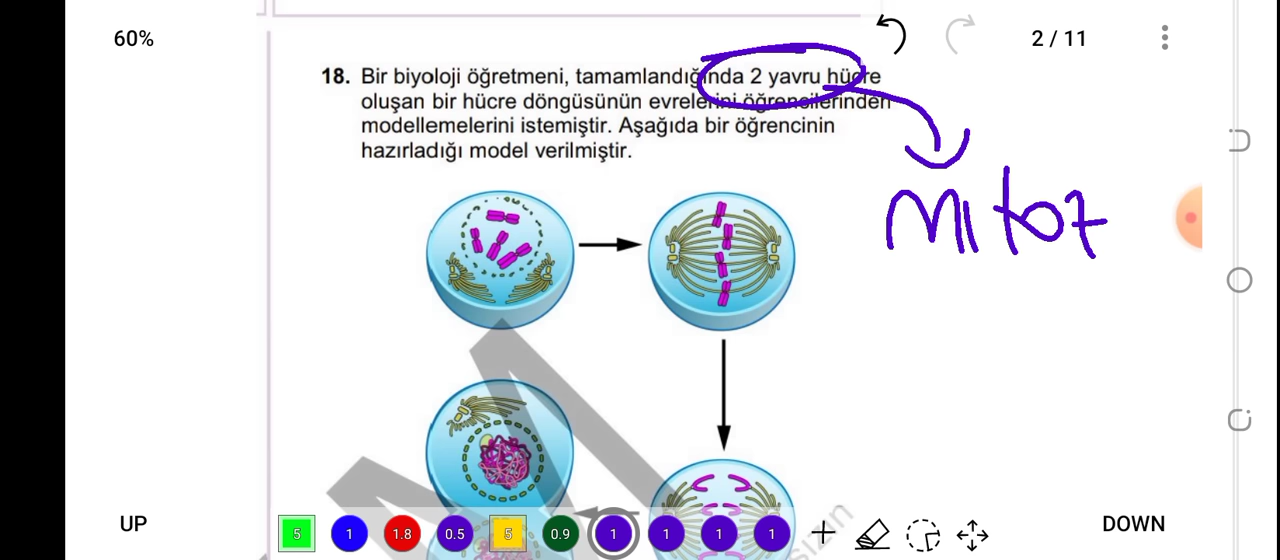 60%
2 / 11
18. Bir biyoloji öğretmeni, tamamlandığında 2 yavru hücre
oluşan bir hücre döngüsünün evrelerini öğrencilerinden
modellemelerini istemiştir. Aşağıda bir öğrencinin
hazırladığı model verilmiştir.
Mitoz
UP
5 1 1.8 0.5 5 0.9 1 1 1 1
DOWN